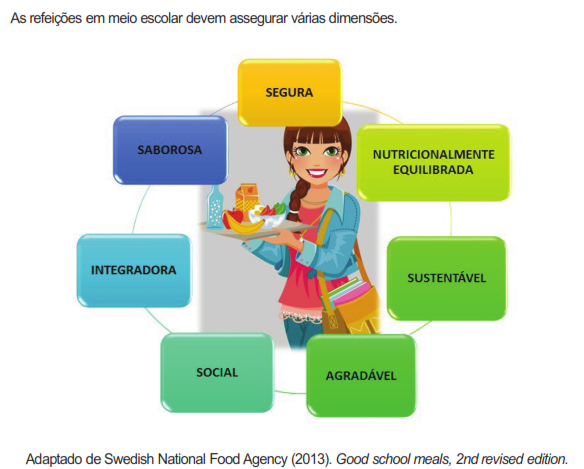 As refeições em meio escolar devem assegurar várias dimensões.
SEGURA
NUTRICIONALMENTE
EQUILIBRADA
SUSTENTÁVEL
AGRADÁVEL
SOCIAL
INTEGRADORA
SABOROSA
Adaptado de Swedish National Food Agency (2013). Good school meals, 2nd revised edition.